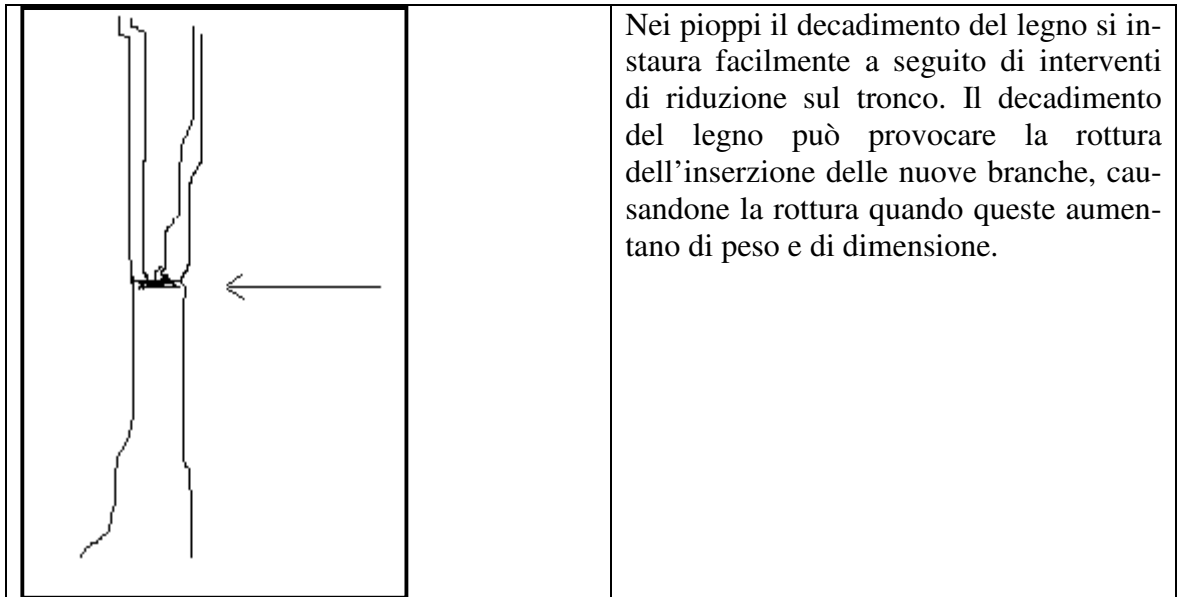 Nei pioppi il decadimento del legno si in-
staura facilmente a seguito di interventi
di riduzione sul tronco. Il decadimento
del legno può provocare la rottura
dell'inserzione delle nuove branche, cau-
sandone la rottura quando queste aumen-
tano di peso e di dimensione.